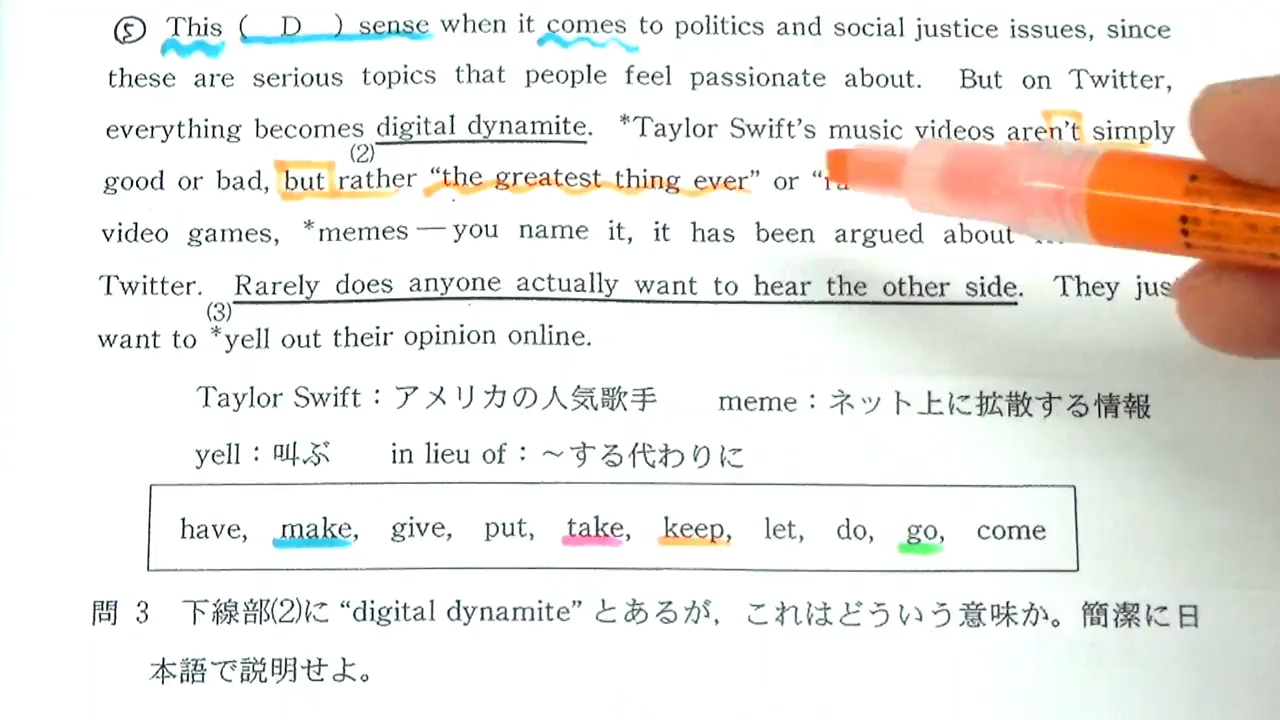 ⑤ This ( D ) sense when it comes to politics and social justice issues, since
these are serious topics that people feel passionate about. But on Twitter,
everything becomes digital dynamite. *Taylor Swift's music videos aren't simply
(2)
good or bad, but rather “the greatest thing ever” or
video games, *memes — you name it, it has been argued about
Twitter. Rarely does anyone actually want to hear the other side. They
(3)
want to *yell out their opinion online.
Taylor Swift：アメリカの人気歌手 meme：ネット上に拡散する情報
yell：叫ぶ in lieu of：～する代わりに
have, make, give, put, take, keep, let, do, go, come
問 3 下線部(2)に “digital dynamite” とあるが，これはどういう意味か。簡潔に日
本語で説明せよ。